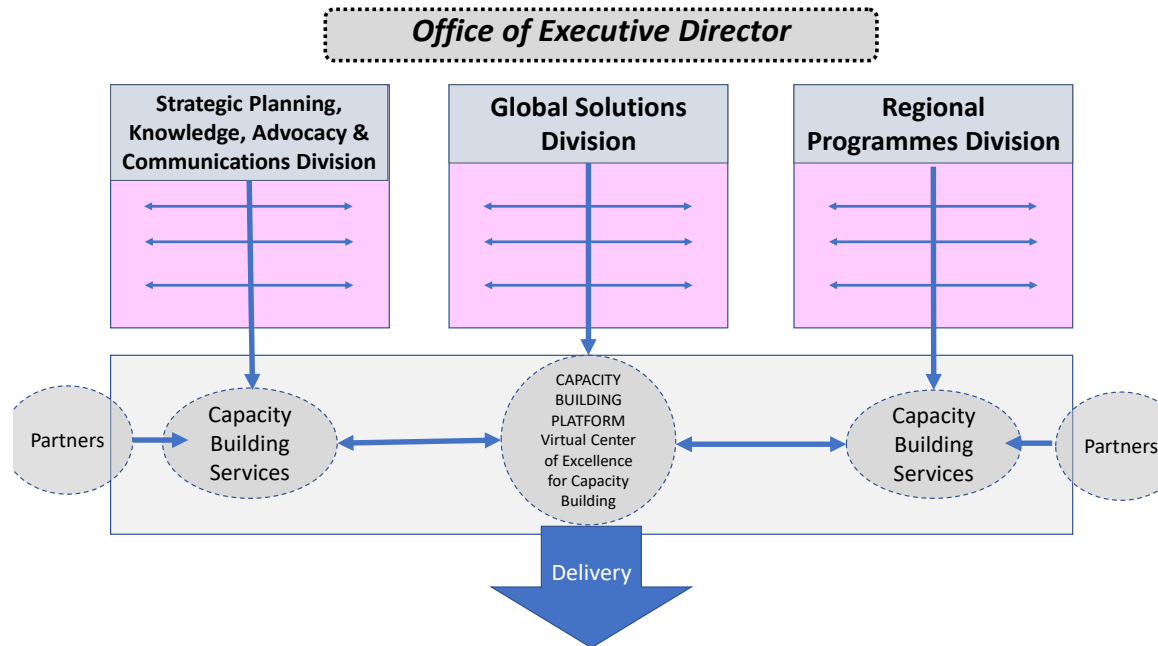 Office of Executive Director
Strategic Planning,
Knowledge, Advocacy &
Communications Division
Global Solutions
Division
Regional
Programmes Division
Partners
Capacity
Building
Services
CAPACITY
BUILDING
PLATFORM
Virtual Center
of Excellence
for Capacity
Building
Capacity
Building
Services
Partners
Delivery